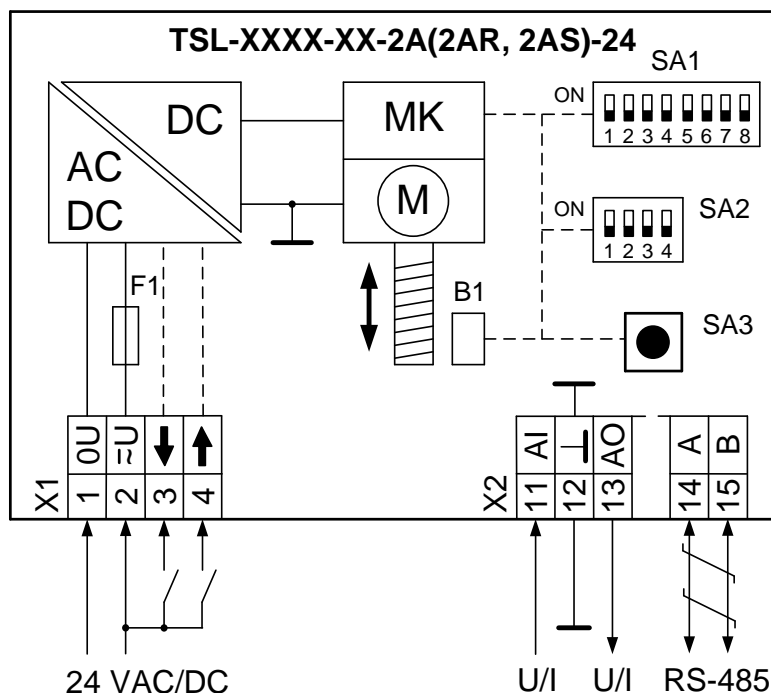 TSL-XXXX-XX-2A(2AR, 2AS)-24
SA1
DC
MK
ON
1 2 3 4 5 6 7 8
AC
DC
M
ON
SA2
1 2 3 4
F1
B1
SA3
X1
0U
≈U
1
2
3
4
X2
AI
AO
A
B
11
12
13
14
15
24 VAC/DC
U/I
U/I
RS-485